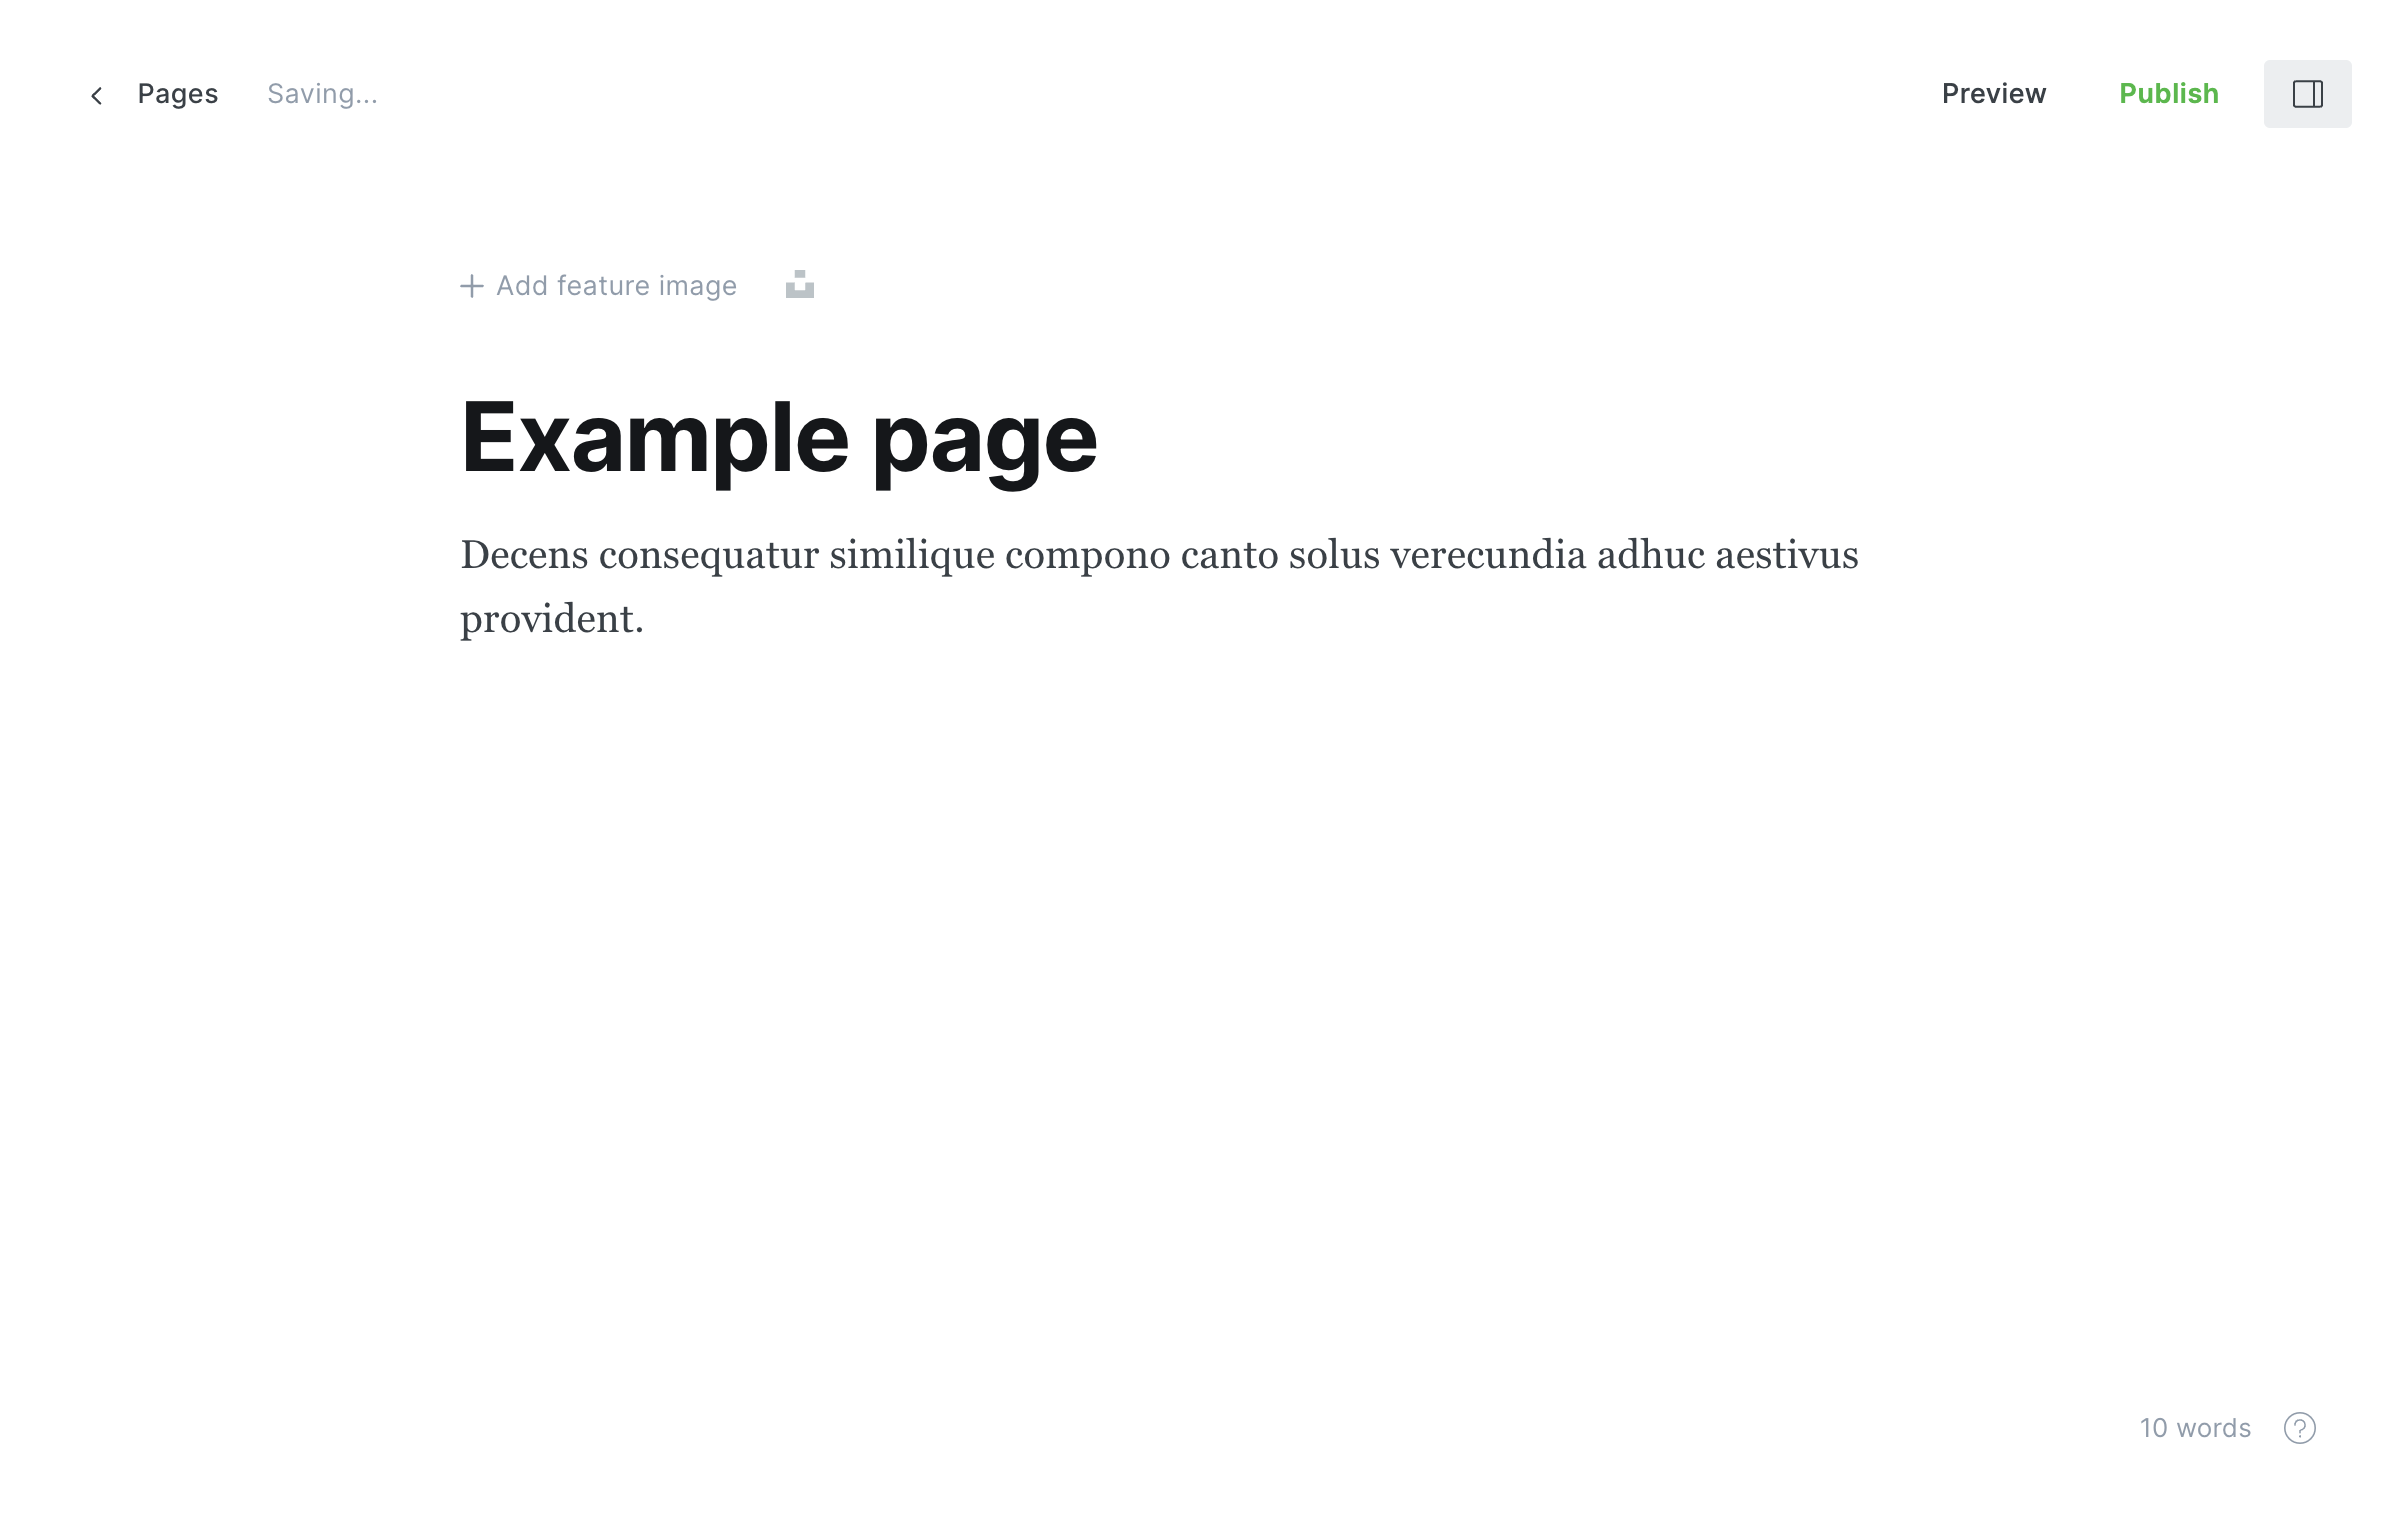 Pages
Saving...
Preview
Publish
Add feature image
Example page
Decens consequatur similique compono canto solus verecundia adhuc aestivus
provident.
10 words
?